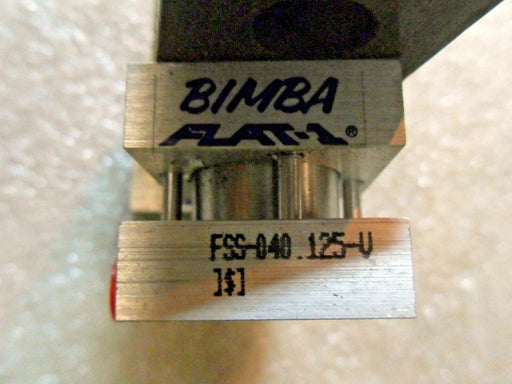 BIMBA
FLAT-1®
FSS-040.125-V
]$]